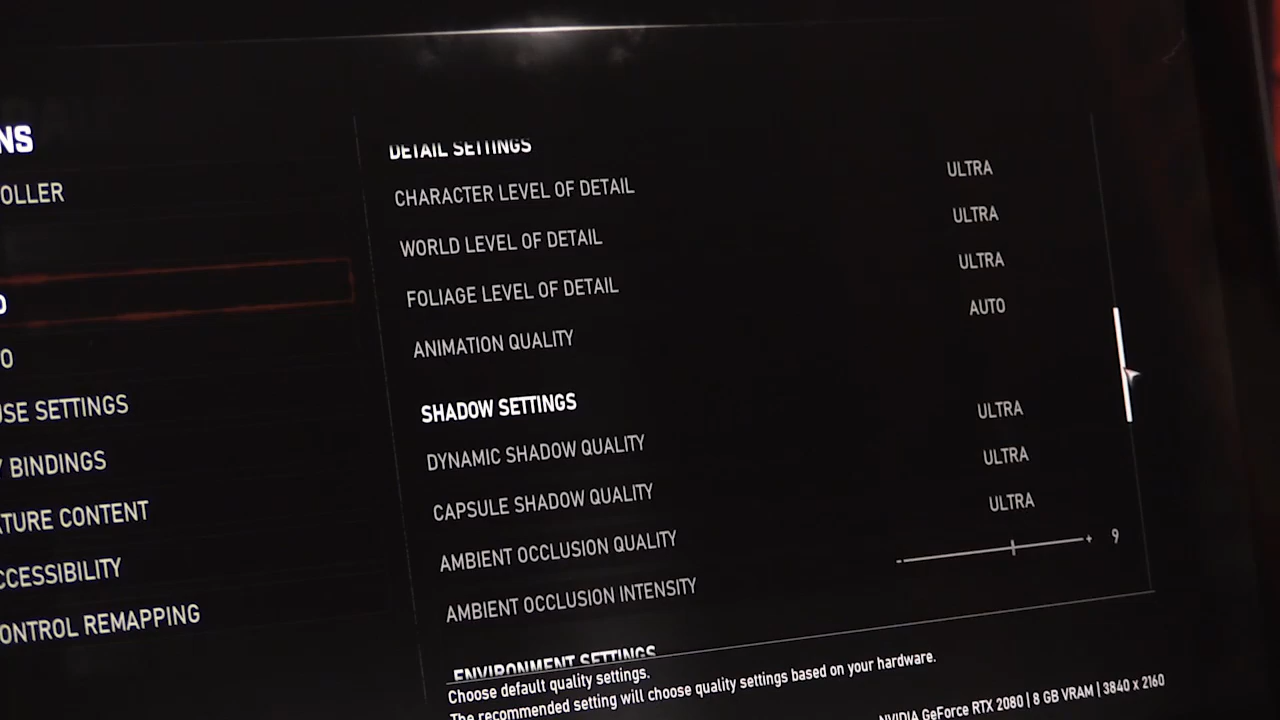 NS
OLLER
O
O
USE SETTINGS
Y BINDINGS
ATURE CONTENT
CCESSIBILITY
ONTROL REMAPPING
DETAIL SETTINGS
CHARACTER LEVEL OF DETAIL ULTRA
WORLD LEVEL OF DETAIL ULTRA
FOLIAGE LEVEL OF DETAIL ULTRA
ANIMATION QUALITY AUTO
SHADOW SETTINGS
DYNAMIC SHADOW QUALITY ULTRA
CAPSULE SHADOW QUALITY ULTRA
AMBIENT OCCLUSION QUALITY ULTRA
AMBIENT OCCLUSION INTENSITY - + 9
ENVIRONMENT SETTINGS
Choose default quality settings.
The recommended setting will choose quality settings based on your hardware.
NVIDIA GeForce RTX 2080 | 8 GB VRAM | 3840 x 2160